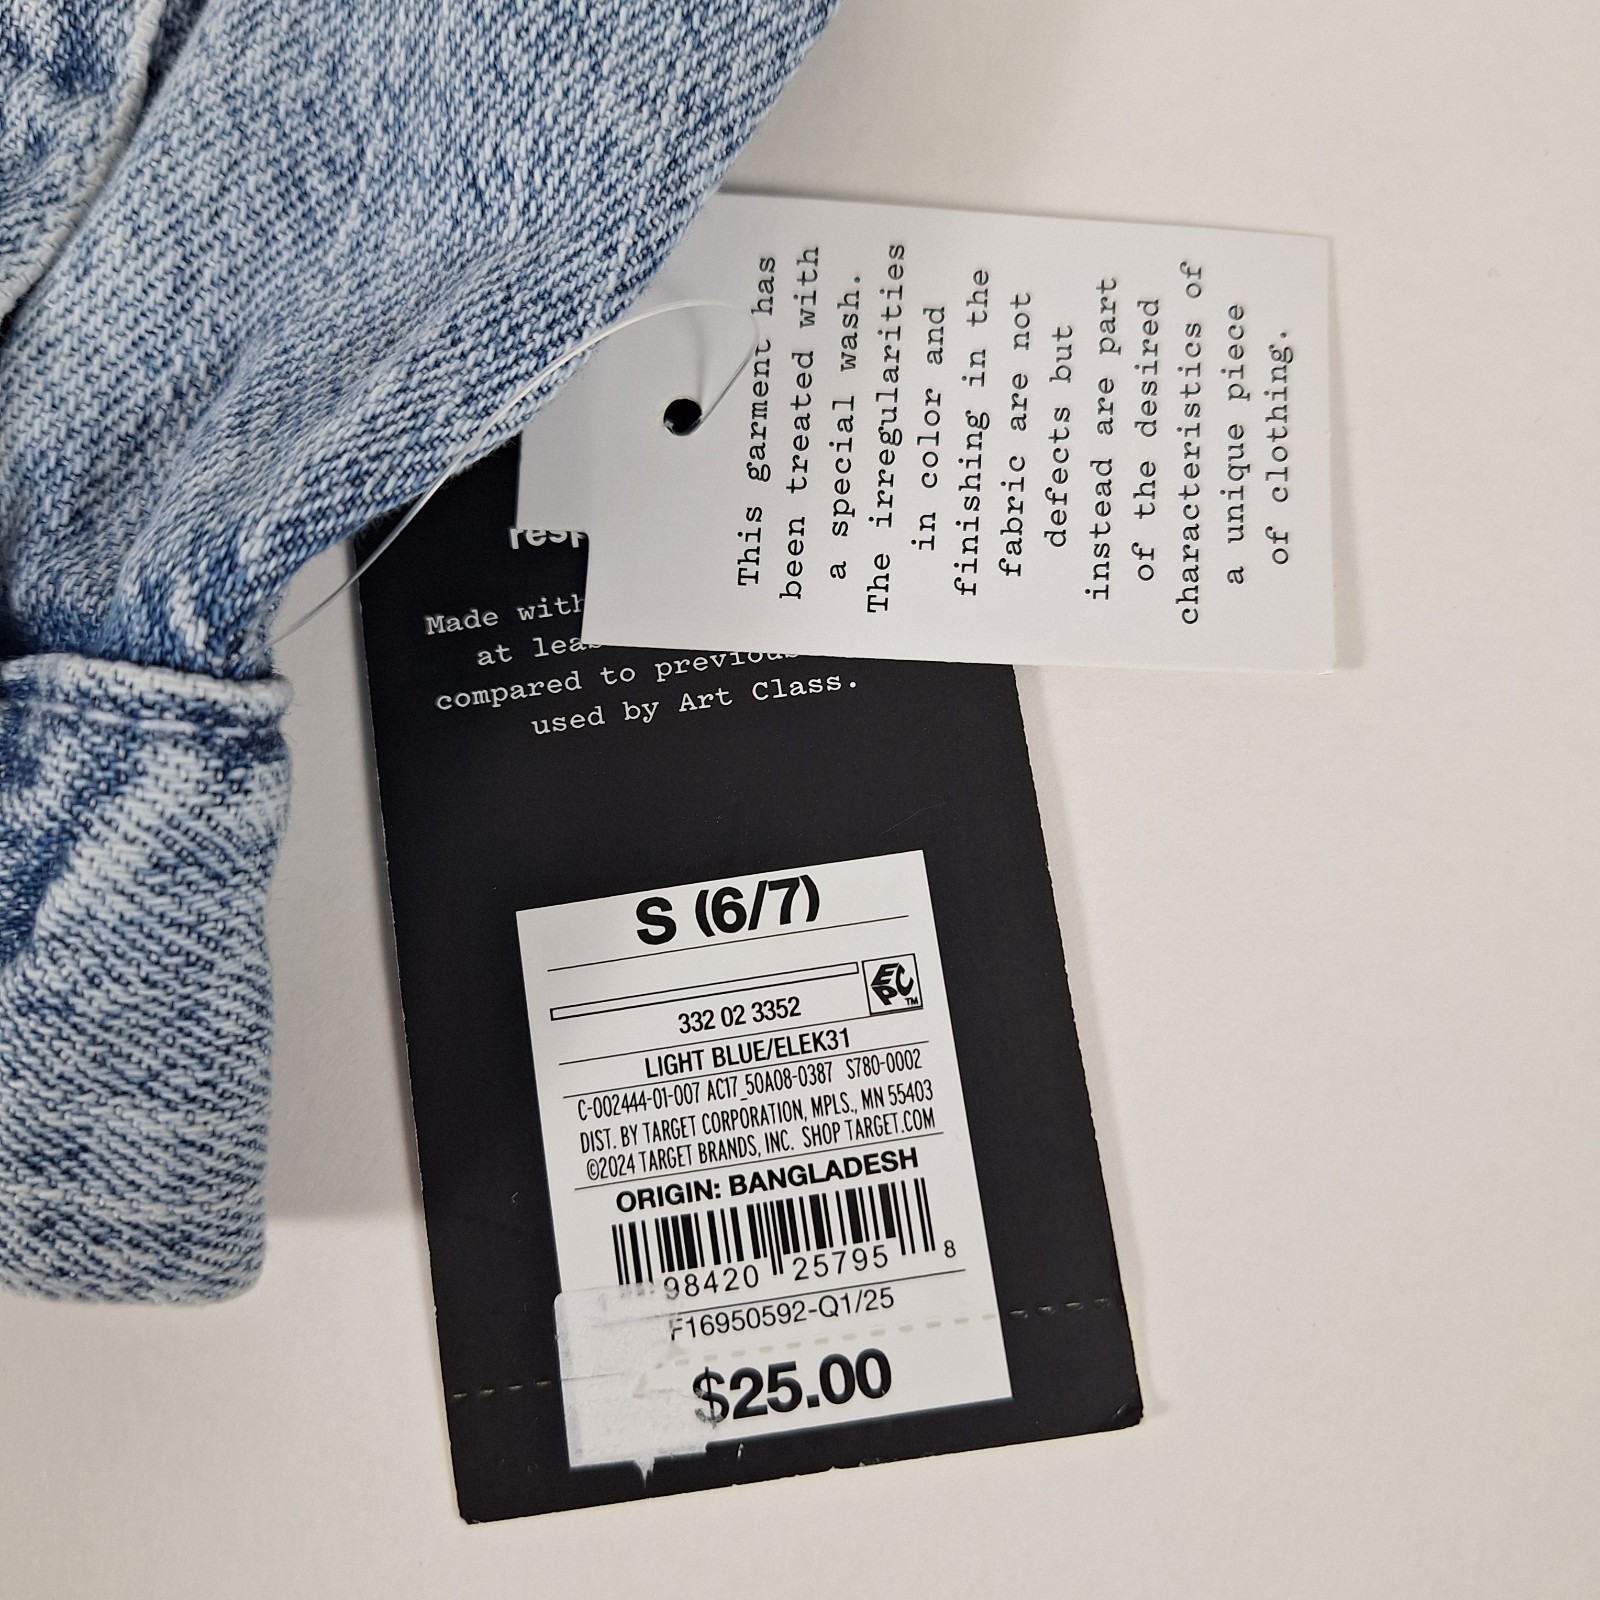 This garment has
been treated with
a special wash.
The irregularities
in color and
finishing in the
fabric are not
defects but
instead are part
of the desired
characteristics of
a unique piece
of clothing.
Made with
at
compared to previous
used by Art Class.
S (6/7)
EPC™
332 02 3352
LIGHT BLUE/ELEK31
C-002444-01-007 AC17_50A08-0387 S780-0002
DIST. BY TARGET CORPORATION, MPLS., MN 55403
©2024 TARGET BRANDS, INC. SHOP TARGET.COM
ORIGIN: BANGLADESH
98420 25795 8
F16950592-Q1/25
$25.00